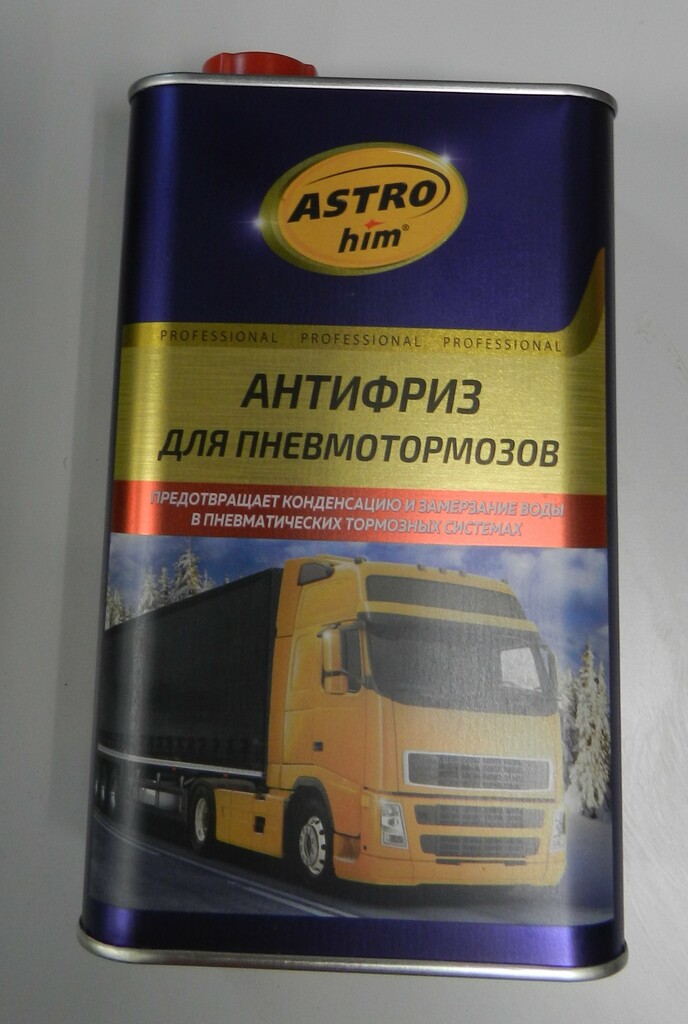 ASTRO
him®
PROFESSIONAL PROFESSIONAL PROFESSIONAL
АНТИФРИЗ
ДЛЯ ПНЕВМОТОРМОЗОВ
ПРЕДОТВРАЩАЕТ КОНДЕНСАЦИЮ И ЗАМЕРЗАНИЕ ВОДЫ
В ПНЕВМАТИЧЕСКИХ ТОРМОЗНЫХ СИСТЕМАХ